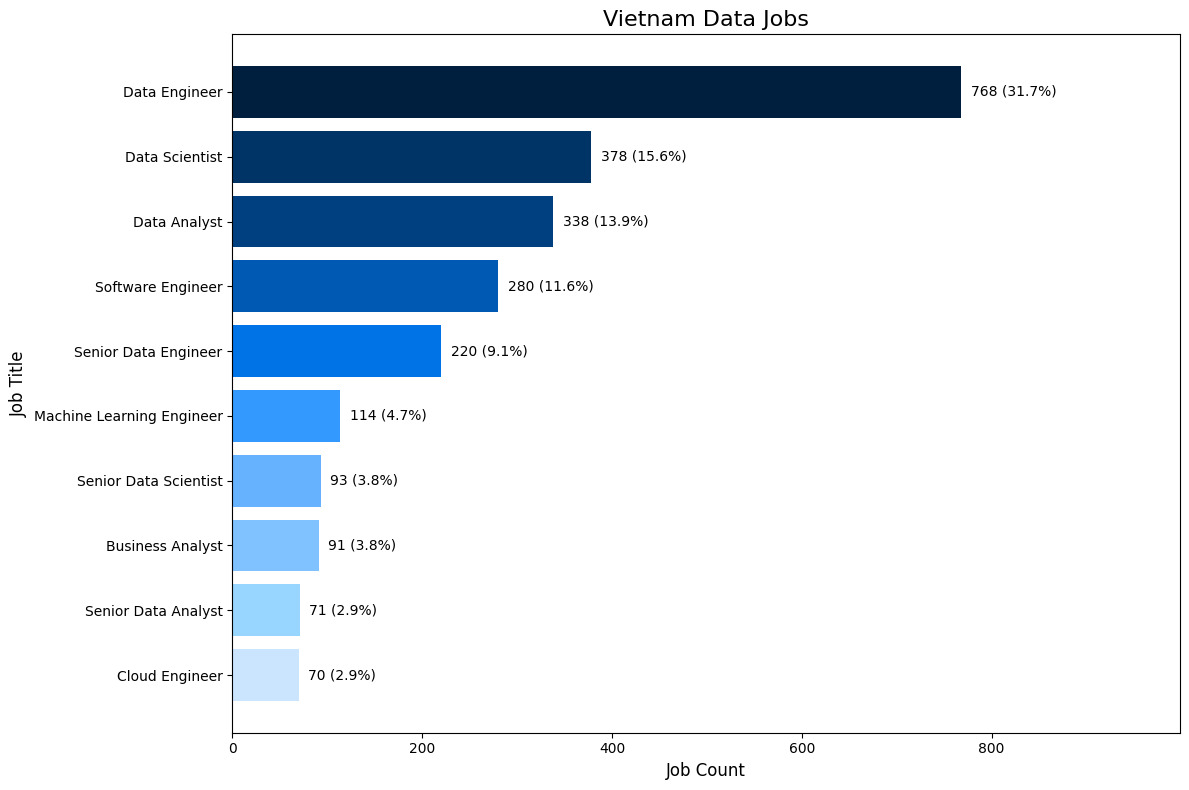 Vietnam Data Jobs
Job Title
Data Engineer 768 (31.7%)
Data Scientist 378 (15.6%)
Data Analyst 338 (13.9%)
Software Engineer 280 (11.6%)
Senior Data Engineer 220 (9.1%)
Machine Learning Engineer 114 (4.7%)
Senior Data Scientist 93 (3.8%)
Business Analyst 91 (3.8%)
Senior Data Analyst 71 (2.9%)
Cloud Engineer 70 (2.9%)
0 200 400 600 800
Job Count